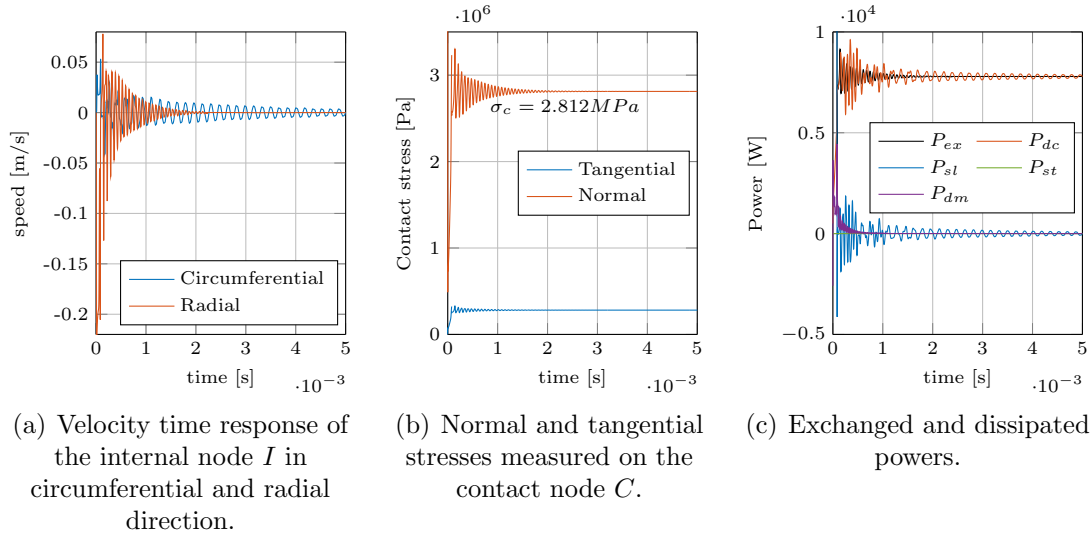 0.05
0
-0.05
-0.1
-0.15
-0.2
speed [m/s]
Circumferential
Radial
0 1 2 3 4 5
time [s]
·10⁻³
(a) Velocity time response of
the internal node I in
circumferential and radial
direction.
·10⁶
3
2
1
0
Contact stress [Pa]
σc = 2.812MPa
Tangential
Normal
0 1 2 3 4 5
time [s]
·10⁻³
(b) Normal and tangential
stresses measured on the
contact node C.
·10⁴
1
0.5
0
−0.5
Power [W]
Pex Pdc
Psl Pst
Pdm
0 1 2 3 4 5
time [s]
·10⁻³
(c) Exchanged and dissipated
powers.